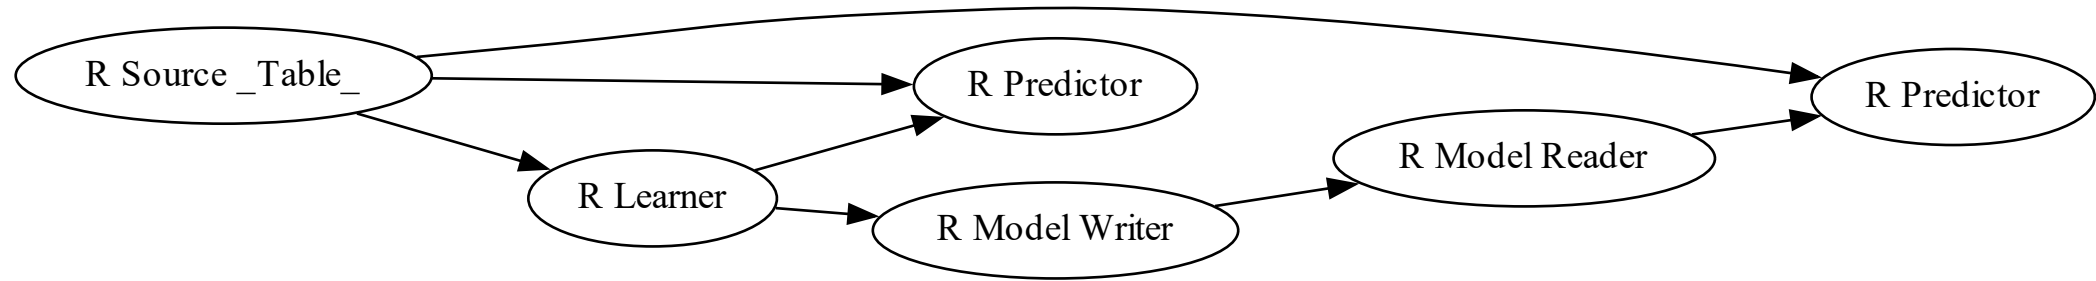 R Source _Table_
R Predictor
R Predictor
R Model Reader
R Learner
R Model Writer